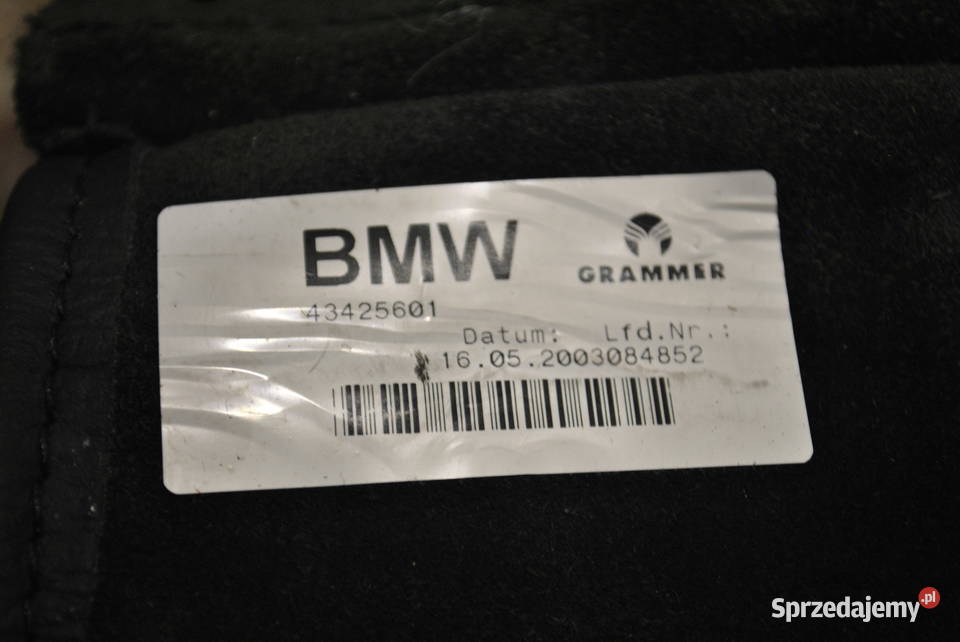 BMW
GRAMMER
43425601
Datum: Lfd.Nr.:
16.05.2003084852
Sprzedajemy.pl